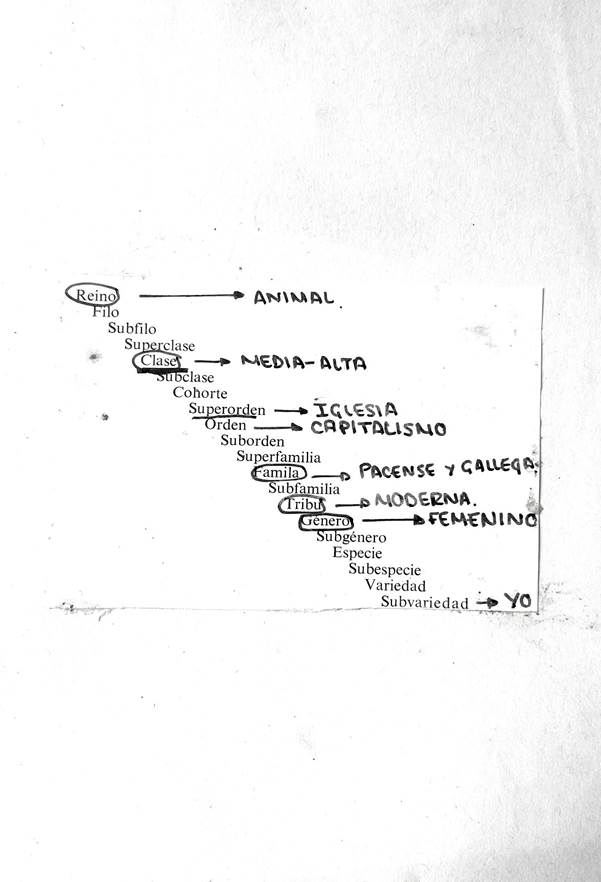 Reino → ANIMAL.
Filo
Subfilo
Superclase
Clase → MEDIA-ALTA
Subclase
Cohorte
Superorden → IGLESIA
Orden → CAPITALISMO
Suborden
Superfamilia
Famila → PACENSE Y GALLEGA.
Subfamilia
Tribu → MODERNA.
Género → FEMENINO
Subgénero
Especie
Subespecie
Variedad
Subvariedad → YO